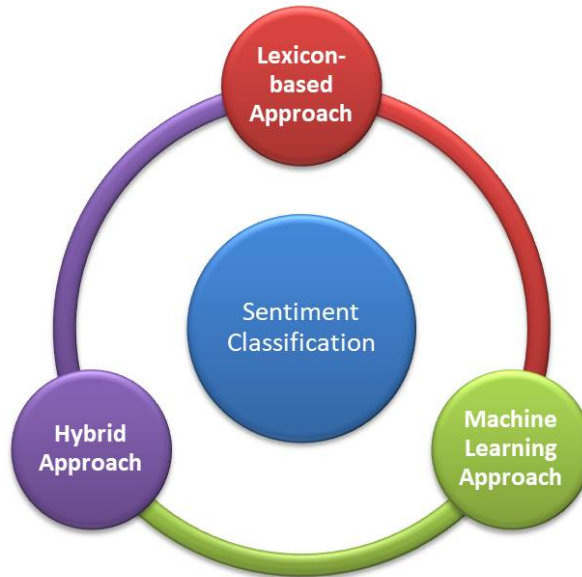 Lexicon-
based
Approach
Sentiment
Classification
Hybrid
Approach
Machine
Learning
Approach